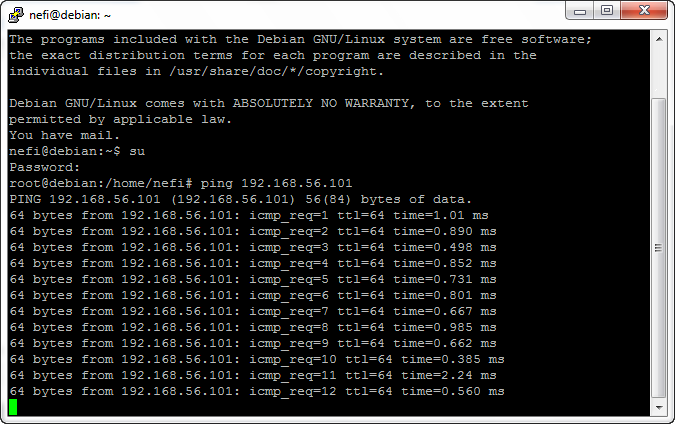 nefi@debian: ~
The programs included with the Debian GNU/Linux system are free software;
the exact distribution terms for each program are described in the
individual files in /usr/share/doc/*/copyright.
Debian GNU/Linux comes with ABSOLUTELY NO WARRANTY, to the extent
permitted by applicable law.
You have mail.
nefi@debian:~$ su
Password:
root@debian:/home/nefi# ping 192.168.56.101
PING 192.168.56.101 (192.168.56.101) 56(84) bytes of data.
64 bytes from 192.168.56.101: icmp_req=1 ttl=64 time=1.01 ms
64 bytes from 192.168.56.101: icmp_req=2 ttl=64 time=0.890 ms
64 bytes from 192.168.56.101: icmp_req=3 ttl=64 time=0.498 ms
64 bytes from 192.168.56.101: icmp_req=4 ttl=64 time=0.852 ms
64 bytes from 192.168.56.101: icmp_req=5 ttl=64 time=0.731 ms
64 bytes from 192.168.56.101: icmp_req=6 ttl=64 time=0.801 ms
64 bytes from 192.168.56.101: icmp_req=7 ttl=64 time=0.667 ms
64 bytes from 192.168.56.101: icmp_req=8 ttl=64 time=0.985 ms
64 bytes from 192.168.56.101: icmp_req=9 ttl=64 time=0.662 ms
64 bytes from 192.168.56.101: icmp_req=10 ttl=64 time=0.385 ms
64 bytes from 192.168.56.101: icmp_req=11 ttl=64 time=2.24 ms
64 bytes from 192.168.56.101: icmp_req=12 ttl=64 time=0.560 ms